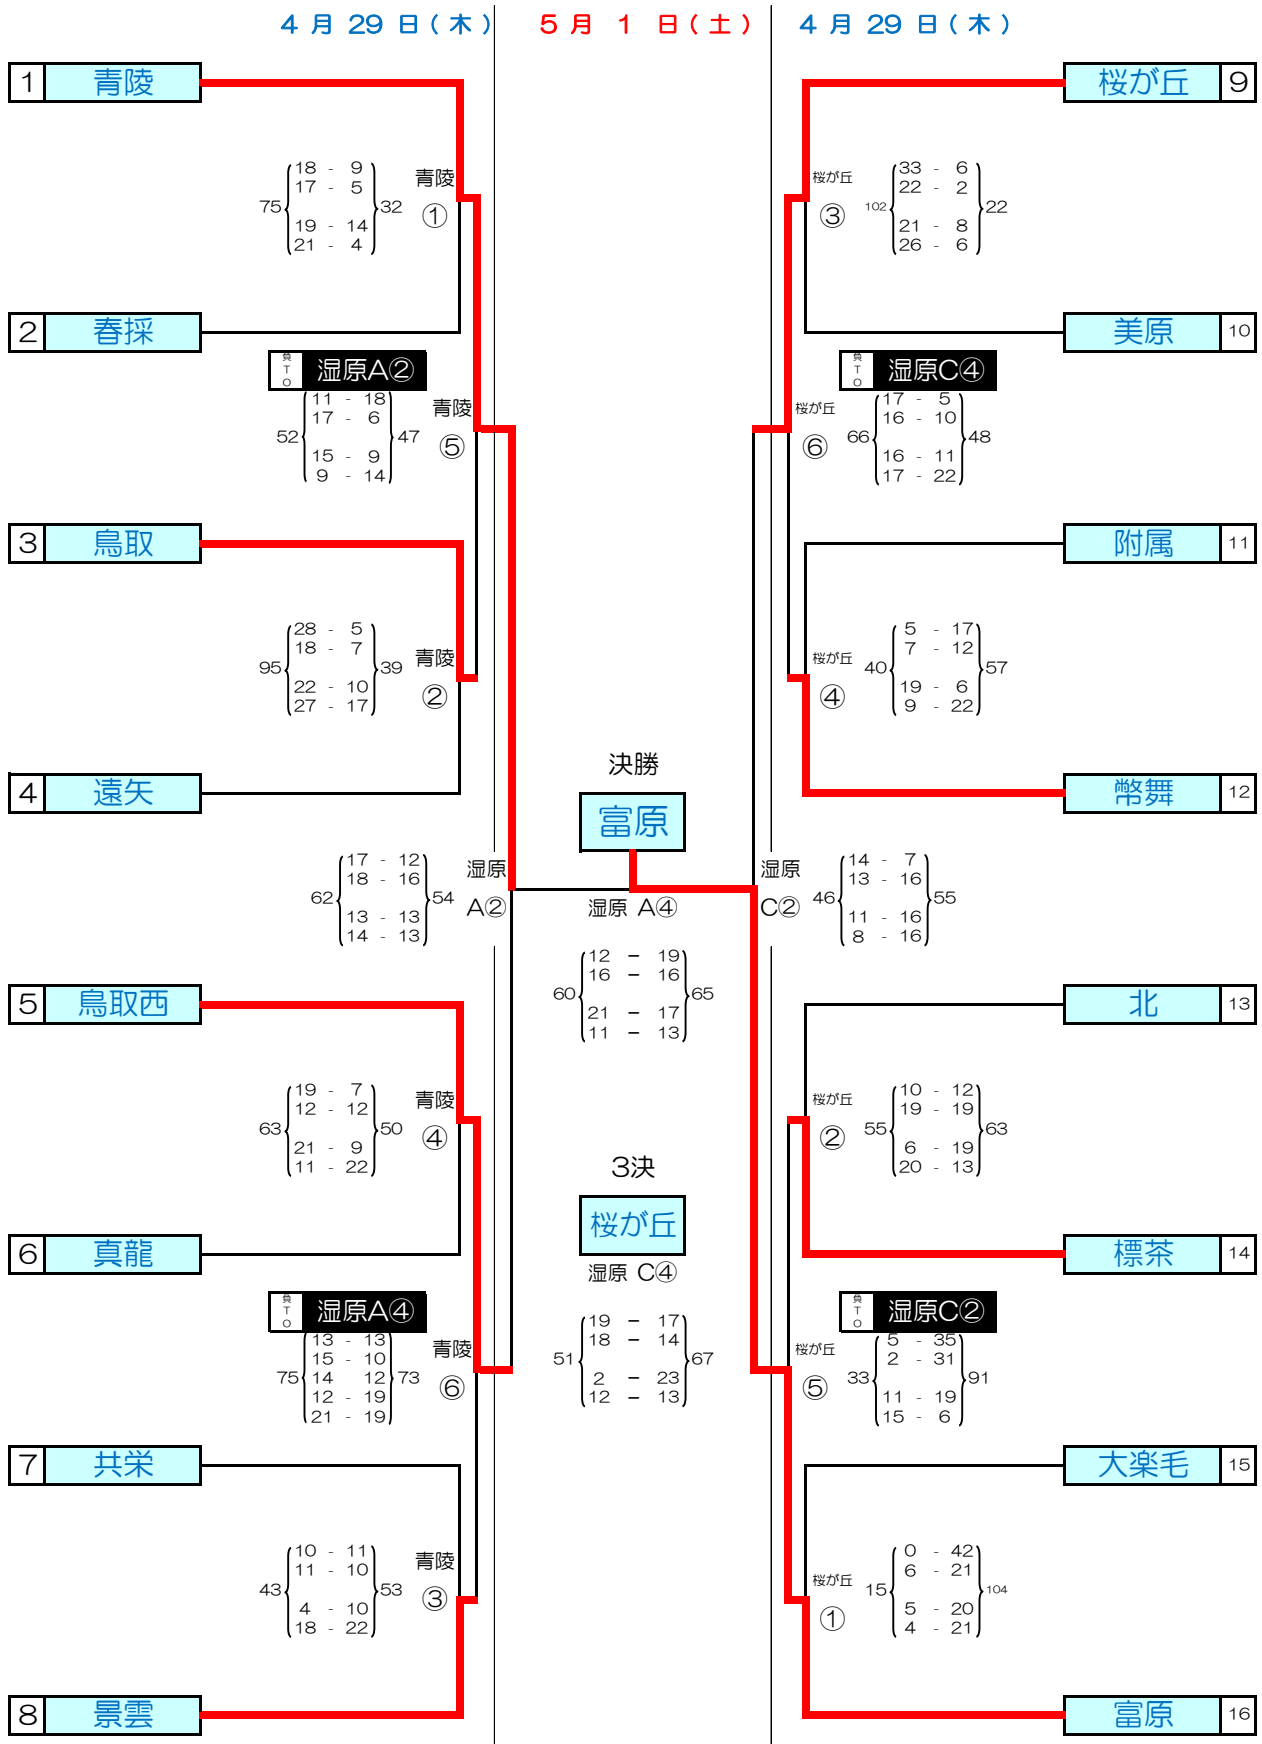 4 月 29 日 ( 木 )
5 月 1 日 ( 土 )
4 月 29 日 ( 木 )
1 青陵
18 - 9
17 - 5
75 32
19 - 14
21 - 4
青陵
①
2 春採
負TO 湿原A②
11 - 18
17 - 6
52 47
15 - 9
9 - 14
青陵
⑤
3 鳥取
28 - 5
18 - 7
95 39
22 - 10
27 - 17
青陵
②
4 遠矢
17 - 12
18 - 16
62 54
13 - 13
14 - 13
湿原
A②
5 鳥取西
19 - 7
12 - 12
63 50
21 - 9
11 - 22
青陵
④
6 真龍
負TO 湿原A④
13 - 13
15 - 10
75 14 12 73
12 - 19
21 - 19
青陵
⑥
7 共栄
10 - 11
11 - 10
43 53
4 - 10
18 - 22
青陵
③
8 景雲
決勝
富原
湿原 A④
12 - 19
16 - 16
60 65
21 - 17
11 - 13
3決
桜が丘
湿原 C④
19 - 17
18 - 14
51 67
2 - 23
12 - 13
桜が丘 9
桜が丘
③
33 - 6
22 - 2
102 22
21 - 8
26 - 6
美原 10
負TO 湿原C④
桜が丘
⑥
17 - 5
16 - 10
66 48
16 - 11
17 - 22
附属 11
桜が丘
④
5 - 17
7 - 12
40 57
19 - 6
9 - 22
幣舞 12
湿原
C②
14 - 7
13 - 16
46 55
11 - 16
8 - 16
北 13
桜が丘
②
10 - 12
19 - 19
55 63
6 - 19
20 - 13
標茶 14
負TO 湿原C②
桜が丘
⑤
5 - 35
2 - 31
33 91
11 - 19
15 - 6
大楽毛 15
桜が丘
①
0 - 42
6 - 21
15 104
5 - 20
4 - 21
富原 16